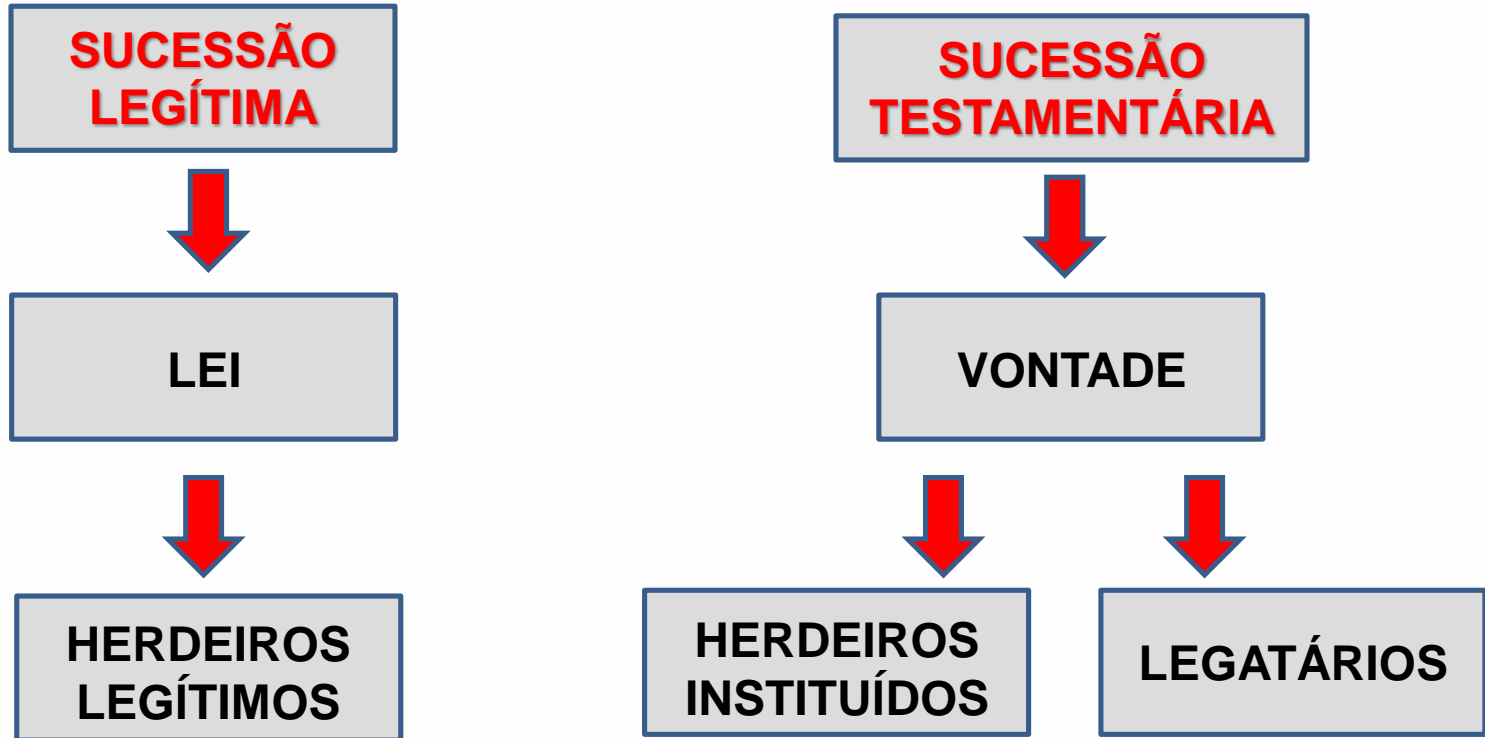 SUCESSÃO
LEGÍTIMA
SUCESSÃO
TESTAMENTÁRIA
LEI
VONTADE
HERDEIROS
LEGÍTIMOS
HERDEIROS
INSTITUÍDOS
LEGATÁRIOS